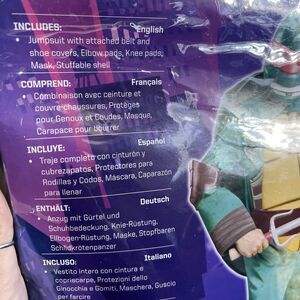 INCLUDES: English
• Jumpsuit with attached belt and
shoe covers, Elbow pads, Knee pads,
Mask, Stuffable shell
COMPREND: Français
• Combinaison avec ceinture et
couvre-chaussures, Protèges
pour Genoux et Coudes, Masque,
Carapace pour bourrer
INCLUYE: Español
• Traje completo con cinturón y
cubrezapatos, Protectores para
Rodillas y Codos, Máscara, Caparazón
para llenar
ENTHÄLT: Deutsch
• Anzug mit Gürtel und
Schuhbedeckung, Knie-Rüstung,
Ellbogen-Rüstung, Maske, Stopfbaren
Schildkrotenpanzer
INCLUSO: Italiano
• Vestito intero con cintura e
copriscarpe, Protezioni dello
Ginocchia e Gomiti, Maschera, Guscio
per farcire